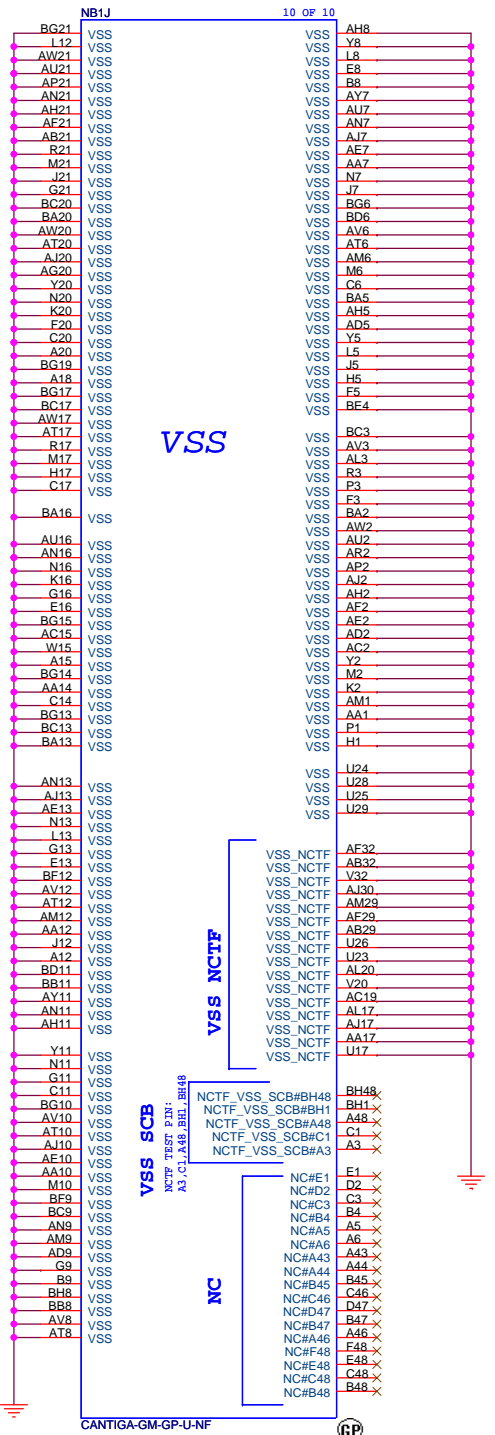 NB1J 10 OF 10
BG21 VSS VSS AH8
L12 VSS VSS Y8
AW21 VSS VSS L8
AU21 VSS VSS E8
AP21 VSS VSS B8
AN21 VSS VSS AY7
AH21 VSS VSS AU7
AF21 VSS VSS AN7
AB21 VSS VSS AJ7
R21 VSS VSS AE7
M21 VSS VSS AA7
J21 VSS VSS N7
G21 VSS VSS J7
BC20 VSS VSS BG6
BA20 VSS VSS BD6
AW20 VSS VSS AV6
AT20 VSS VSS AT6
AJ20 VSS VSS AM6
AG20 VSS VSS M6
Y20 VSS VSS C6
N20 VSS VSS BA5
K20 VSS VSS AH5
F20 VSS VSS AD5
C20 VSS VSS Y5
A20 VSS VSS L5
BG19 VSS VSS J5
A18 VSS VSS H5
BG17 VSS VSS F5
BC17 VSS VSS BE4
AW17 VSS
AT17 VSS VSS BC3
VSS
R17 VSS VSS AV3
M17 VSS VSS AL3
H17 VSS VSS R3
C17 VSS VSS P3
VSS F3
BA16 VSS VSS BA2
VSS AW2
AU16 VSS VSS AU2
AN16 VSS VSS AR2
N16 VSS VSS AP2
K16 VSS VSS AJ2
G16 VSS VSS AH2
E16 VSS VSS AF2
BG15 VSS VSS AE2
AC15 VSS VSS AD2
W15 VSS VSS AC2
A15 VSS VSS Y2
BG14 VSS VSS M2
AA14 VSS VSS K2
C14 VSS VSS AM1
BG13 VSS VSS AA1
BC13 VSS VSS P1
BA13 VSS VSS H1
VSS U24
AN13 VSS VSS U28
AJ13 VSS VSS U25
AE13 VSS VSS U29
N13 VSS
L13 VSS
G13 VSS VSS_NCTF AF32
E13 VSS VSS_NCTF AB32
BF12 VSS VSS_NCTF V32
AV12 VSS VSS_NCTF AJ30
AT12 VSS VSS_NCTF AM29
AM12 VSS VSS_NCTF AF29
AA12 VSS VSS_NCTF AB29
J12 VSS VSS_NCTF U26
A12 VSS VSS_NCTF U23
BD11 VSS VSS_NCTF AL20
BB11 VSS VSS_NCTF V20
AY11 VSS VSS_NCTF AC19
AN11 VSS VSS_NCTF AL17
AH11 VSS VSS_NCTF AJ17
VSS_NCTF AA17
Y11 VSS VSS_NCTF U17
VSS NCTF
N11 VSS
G11 VSS
C11 VSS NCTF_VSS_SCB#BH48 BH48
BG10 VSS NCTF_VSS_SCB#BH1 BH1
AV10 VSS NCTF_VSS_SCB#A48 A48
AT10 VSS NCTF_VSS_SCB#C1 C1
AJ10 VSS NCTF_VSS_SCB#A3 A3
VSS SCB
NCTF TEST PIN:
A3,C1,A48,BH1,BH48
AE10 VSS
AA10 VSS NC#E1 E1
M10 VSS NC#D2 D2
BF9 VSS NC#C3 C3
BC9 VSS NC#B4 B4
AN9 VSS NC#A5 A5
AM9 VSS NC#A6 A6
AD9 VSS NC#A43 A43
G9 VSS NC#A44 A44
B9 VSS NC#B45 B45
BH8 VSS NC#C46 C46
BB8 VSS NC#D47 D47
AV8 VSS NC#B47 B47
AT8 VSS NC#A46 A46
NC#F48 F48
NC#E48 E48
NC#C48 C48
NC#B48 B48
NC
CANTIGA-GM-GP-U-NF
GP